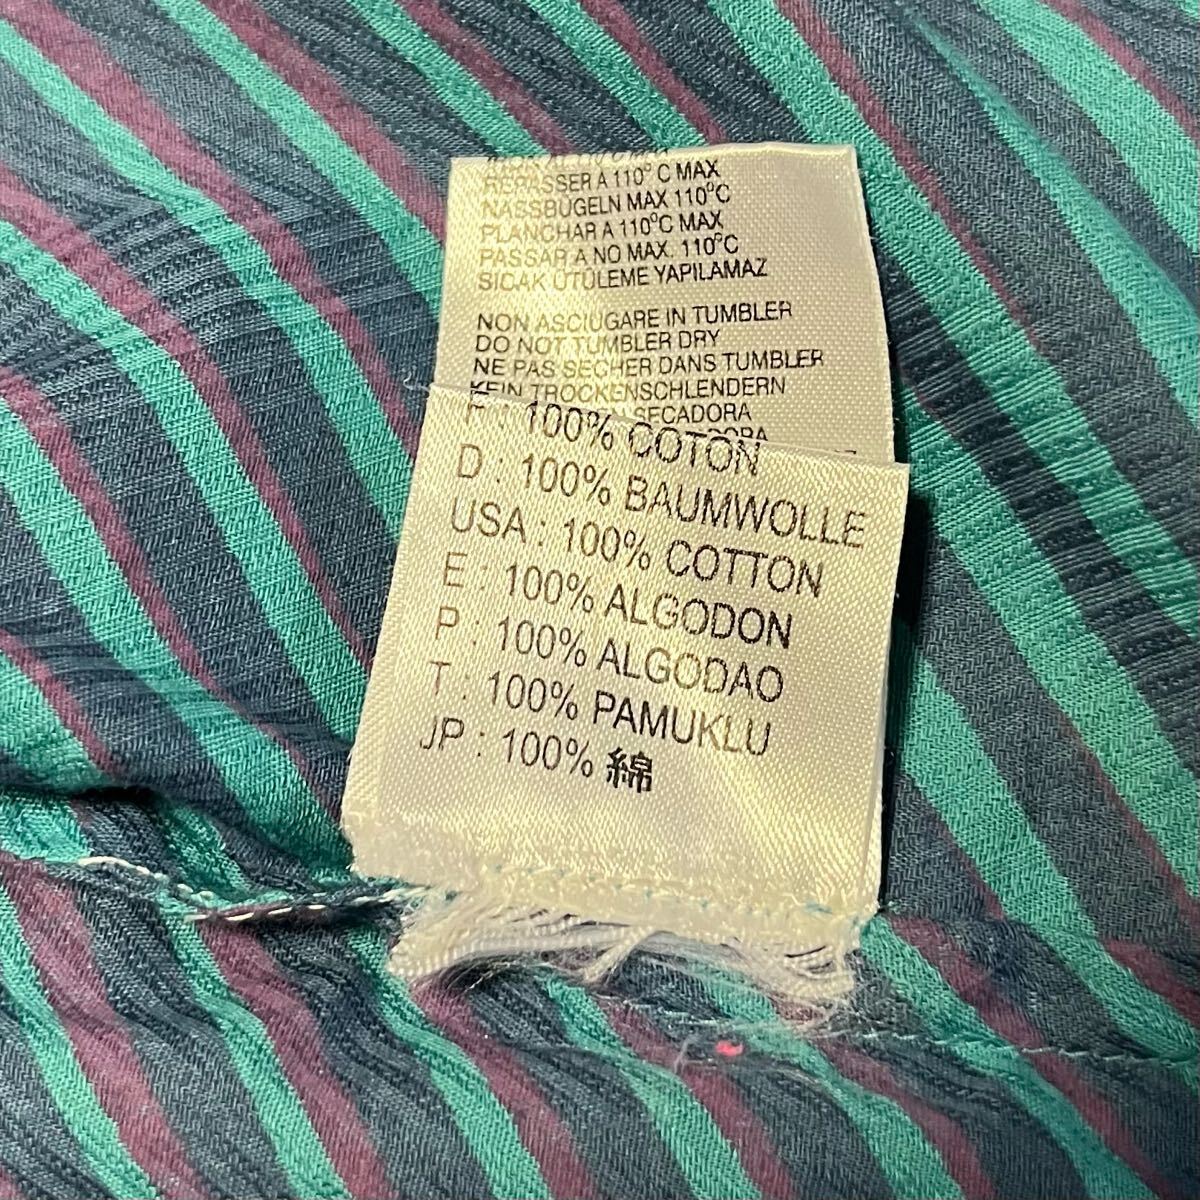 REPASSER A 110°C MAX
NASSBÜGELN MAX 110°C
PLANCHAR A 110°C MAX
PASSAR A NO MAX. 110°C
SICAK ÜTÜLEME YAPILAMAZ
NON ASCIUGARE IN TUMBLER
DO NOT TUMBLER DRY
NE PAS SECHER DANS TUMBLER
KEIN TROCKENSCHLENDERN
SECADORA
F : 100% COTON
D : 100% BAUMWOLLE
USA : 100% COTTON
E : 100% ALGODON
P : 100% ALGODAO
T : 100% PAMUKLU
JP : 100% 綿